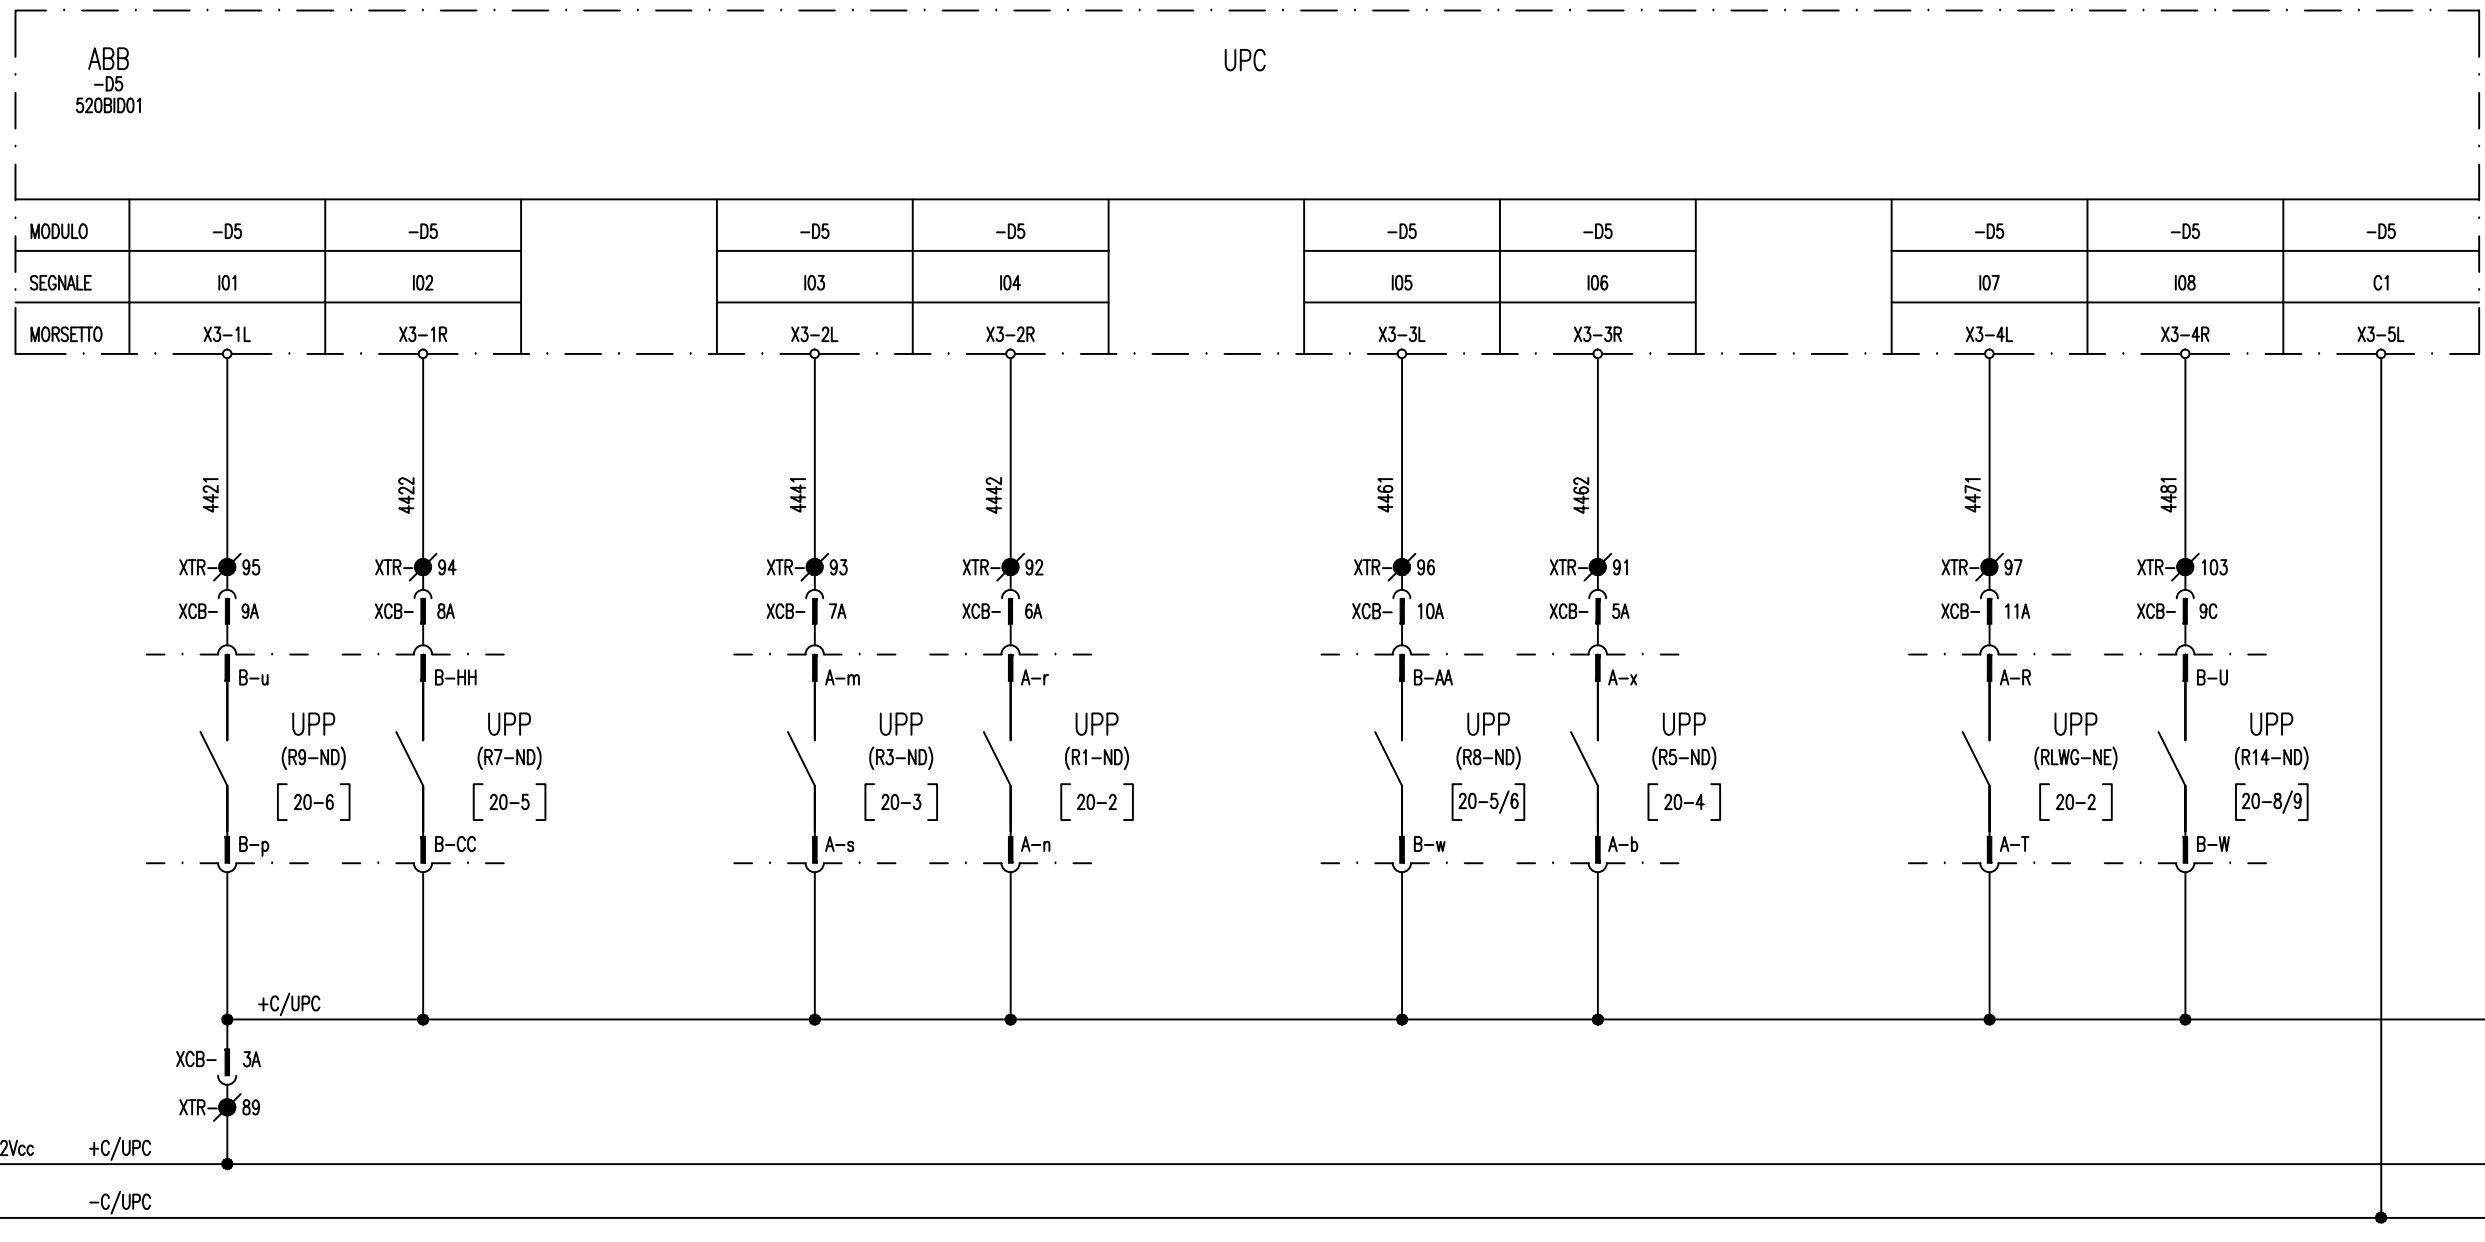 ABB
-D5
520BID01
UPC
MODULO -D5 -D5 -D5 -D5 -D5 -D5 -D5 -D5 -D5
SEGNALE I01 I02 I03 I04 I05 I06 I07 I08 C1
MORSETTO X3-1L X3-1R X3-2L X3-2R X3-3L X3-3R X3-4L X3-4R X3-5L
4421 4422 4441 4442 4461 4462 4471 4481
XTR- 95 XTR- 94 XTR- 93 XTR- 92 XTR- 96 XTR- 91 XTR- 97 XTR- 103
XCB- 9A XCB- 8A XCB- 7A XCB- 6A XCB- 10A XCB- 5A XCB- 11A XCB- 9C
B-u B-HH A-m A-r B-AA A-x A-R B-U
UPP UPP UPP UPP UPP UPP UPP UPP
(R9-ND) (R7-ND) (R3-ND) (R1-ND) (R8-ND) (R5-ND) (RLWG-NE) (R14-ND)
[20-6] [20-5] [20-3] [20-2] [20-5/6] [20-4] [20-2] [20-8/9]
B-p B-CC A-s A-n B-w A-b A-T B-W
+C/UPC
XCB- 3A
XTR- 89
2Vcc +C/UPC
-C/UPC